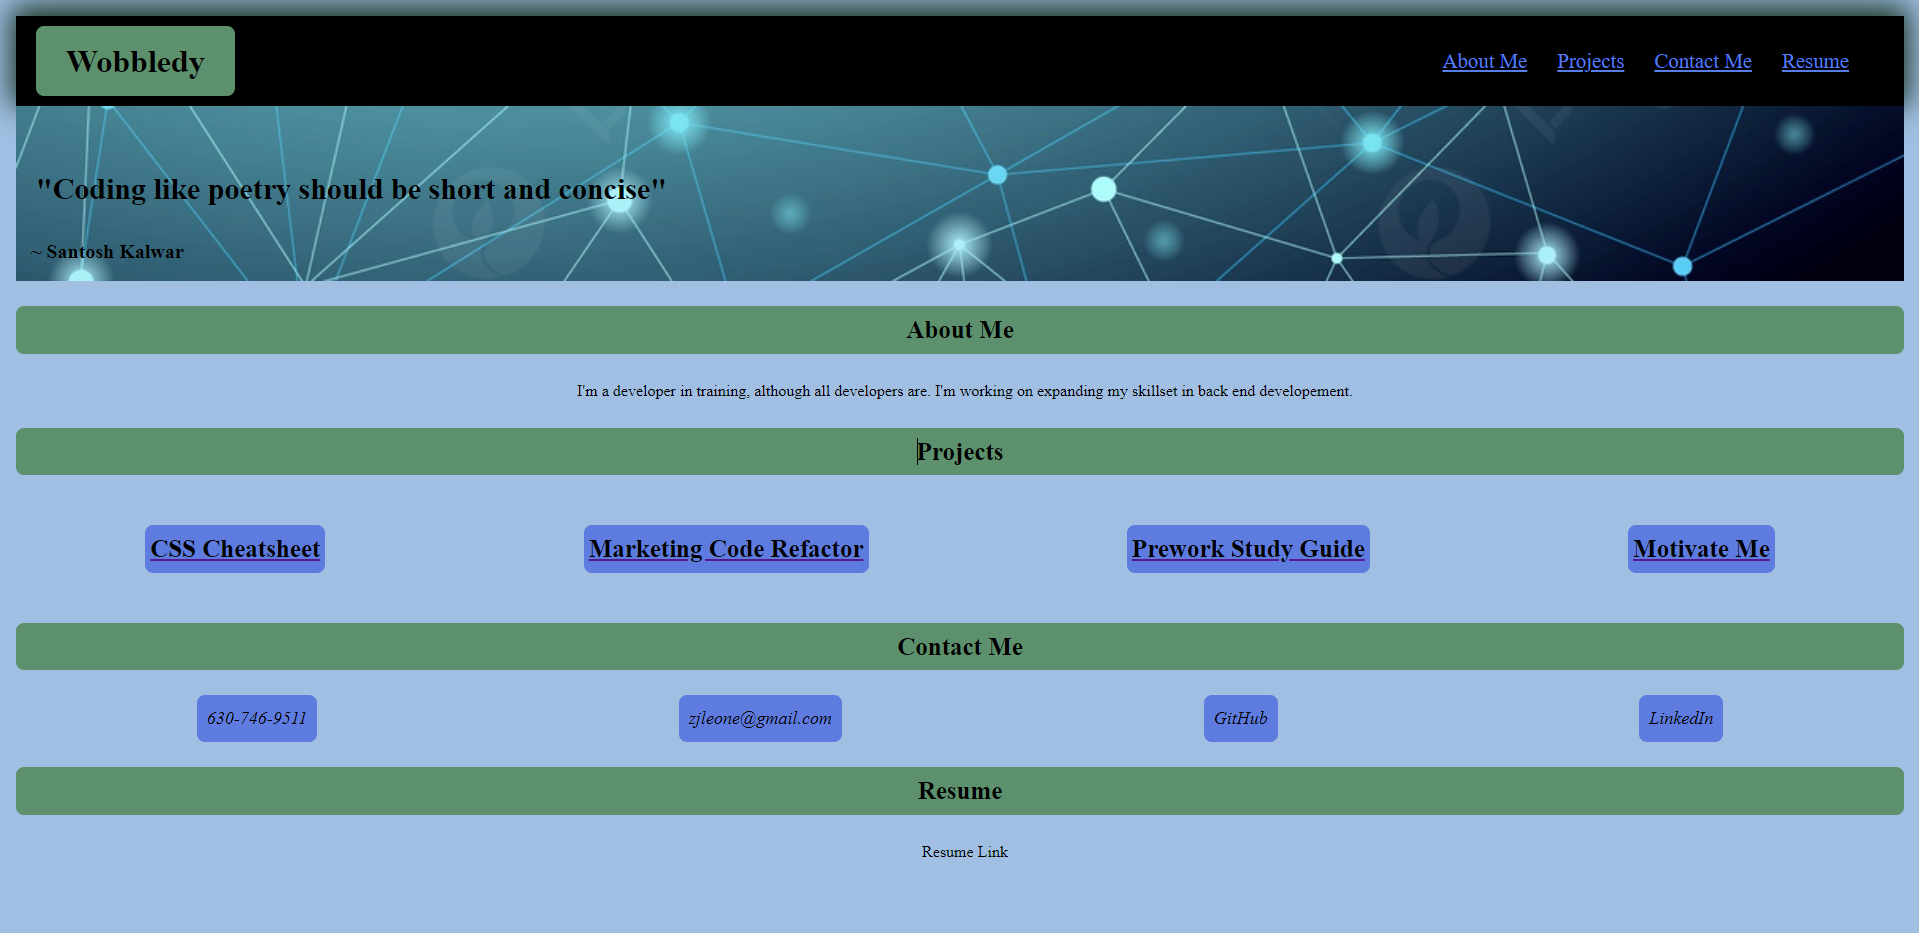 Wobbledy
About Me Projects Contact Me Resume
"Coding like poetry should be short and concise"
~ Santosh Kalwar
About Me
I'm a developer in training, although all developers are. I'm working on expanding my skillset in back end developement.
Projects
CSS Cheatsheet Marketing Code Refactor Prework Study Guide Motivate Me
Contact Me
630-746-9511 zjleone@gmail.com GitHub LinkedIn
Resume
Resume Link